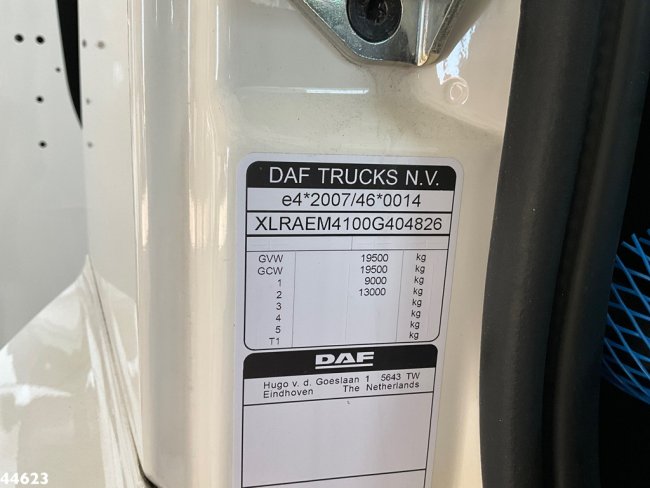 DAF TRUCKS N.V.
e4*2007/46*0014
XLRAEM4100G404826
GVW 19500 kg
GCW 19500 kg
1 9000 kg
2 13000 kg
3 kg
4 kg
5 kg
T1 kg
DAF
Hugo v. d. Goeslaan 1 5643 TW
Eindhoven The Netherlands
44623